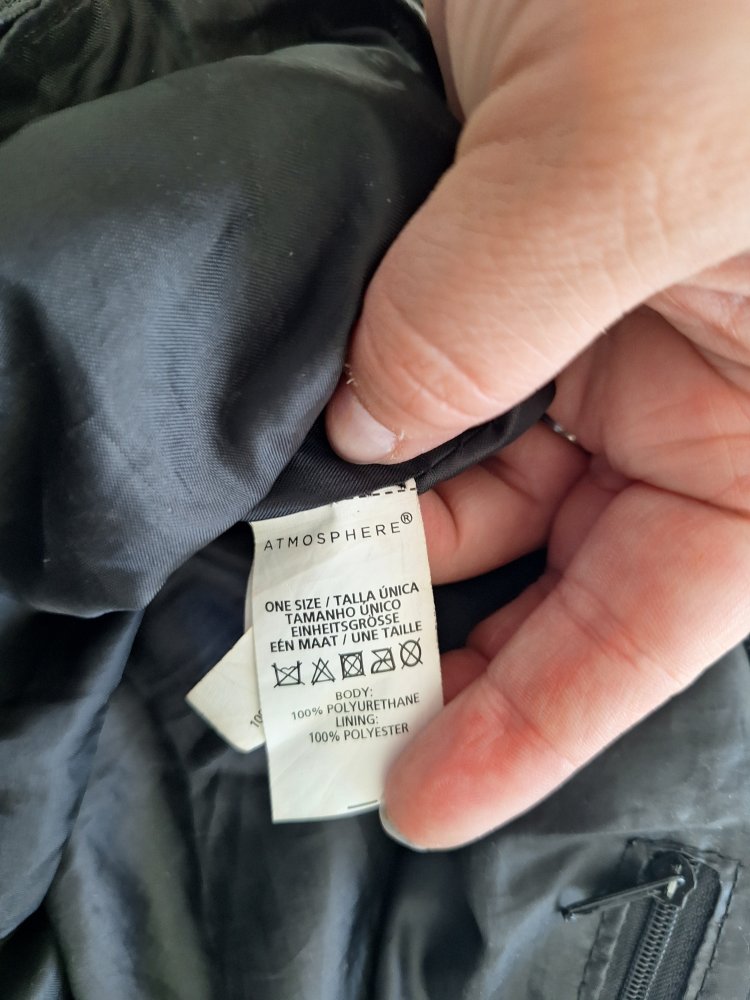 ATMOSPHERE®
ONE SIZE / TALLA ÚNICA
TAMANHO ÚNICO
EINHEITSGRÖSSE
EÉN MAAT / UNE TAILLE
BODY:
100% POLYURETHANE
LINING:
100% POLYESTER